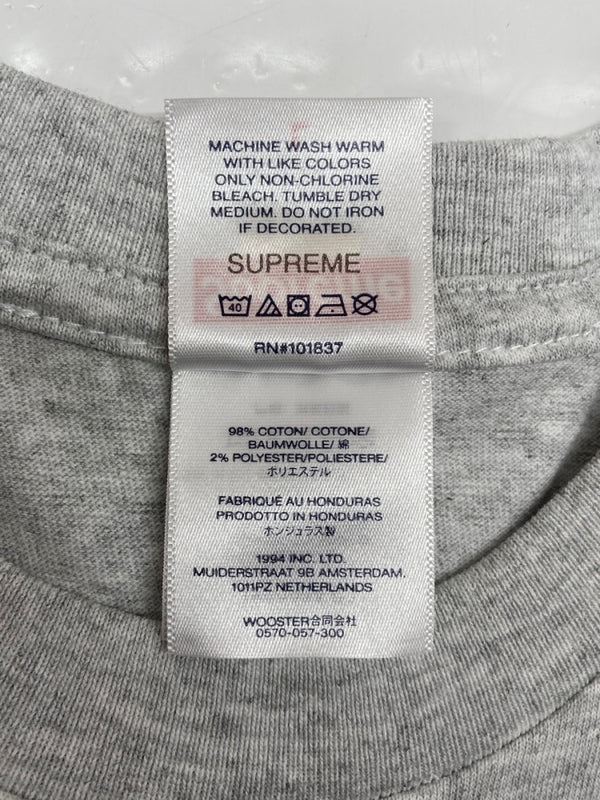 MACHINE WASH WARM
WITH LIKE COLORS
ONLY NON-CHLORINE
BLEACH. TUMBLE DRY
MEDIUM. DO NOT IRON
IF DECORATED.
SUPREME
40
RN#101837
98% COTON/ COTONE/
BAUMWOLLE/ 綿
2% POLYESTER/POLIESTERE/
ポリエステル
FABRIQUÉ AU HONDURAS
PRODOTTO IN HONDURAS
ホンジュラス製
1994 INC. LTD.
MUIDERSTRAAT 9B AMSTERDAM.
1011PZ NETHERLANDS
WOOSTER合同会社
0570-057-300